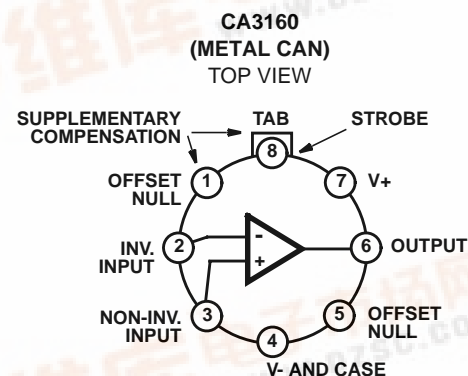 CA3160
(METAL CAN)
TOP VIEW
SUPPLEMENTARY
COMPENSATION
TAB
STROBE
8
OFFSET
NULL
1
7
V+
INV.
INPUT
2
-
6
OUTPUT
+
NON-INV.
INPUT
3
5
OFFSET
NULL
4
V- AND CASE